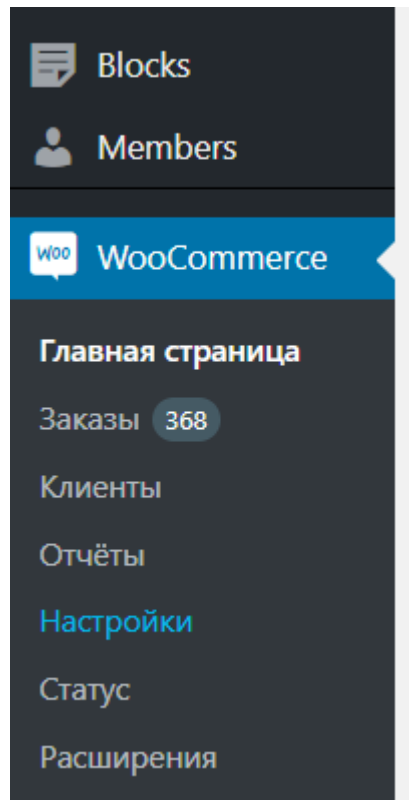 Blocks
Members
Woo WooCommerce
Главная страница
Заказы 368
Клиенты
Отчёты
Настройки
Статус
Расширения